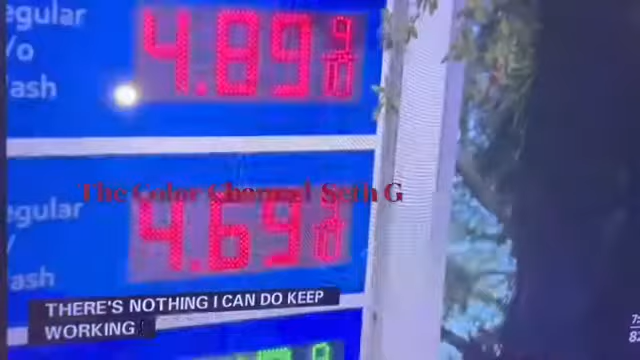 egular
/o
ash
4.89 9/10
The Color Channel Seth G
egular
/
ash
4.69 9/10
THERE'S NOTHING I CAN DO KEEP
WORKING